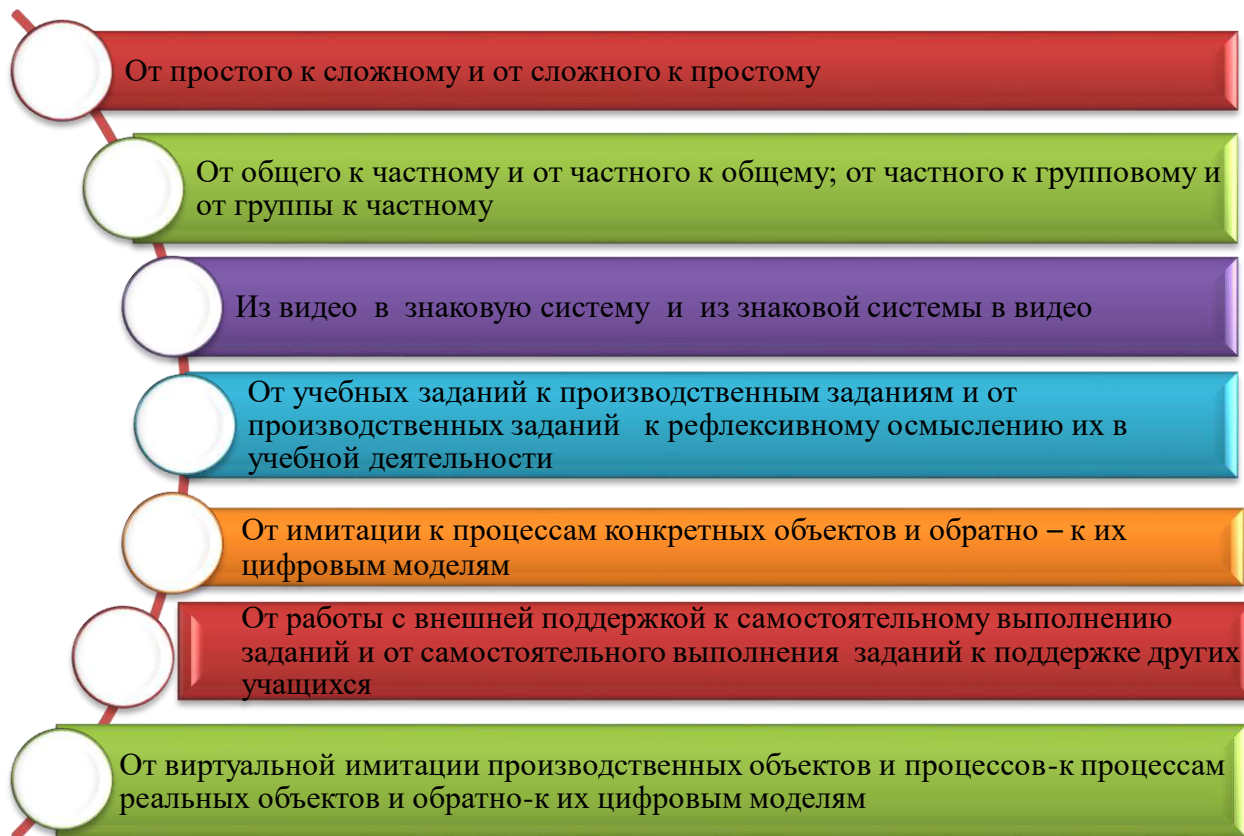 От простого к сложному и от сложного к простому
От общего к частному и от частного к общему; от частного к групповому и
от группы к частному
Из видео в знаковую систему и из знаковой системы в видео
От учебных заданий к производственным заданиям и от
производственных заданий к рефлексивному осмыслению их в
учебной деятельности
От имитации к процессам конкретных объектов и обратно – к их
цифровым моделям
От работы с внешней поддержкой к самостоятельному выполнению
заданий и от самостоятельного выполнения заданий к поддержке других
учащихся
От виртуальной имитации производственных объектов и процессов-к процессам
реальных объектов и обратно-к их цифровым моделям